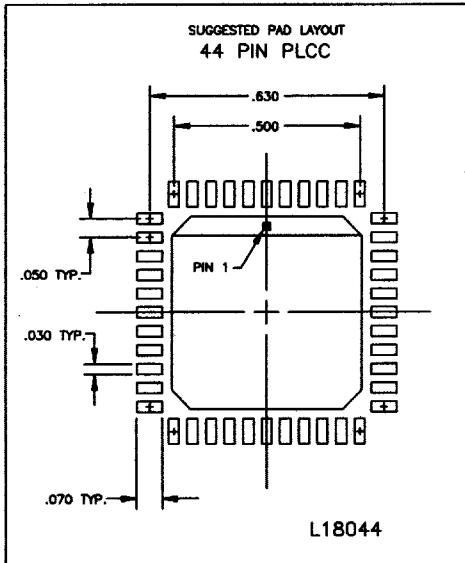 SUGGESTED PAD LAYOUT
44 PIN PLCC
.630
.500
PIN 1
.050 TYP.
.030 TYP.
.070 TYP.
L18044